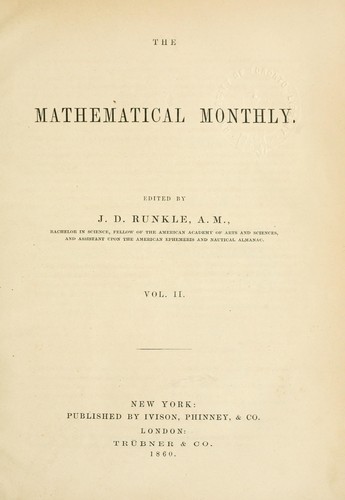 THE
MATHEMATICAL MONTHLY.
EDITED BY
J. D. RUNKLE, A. M.,
BACHELOR IN SCIENCE, FELLOW OF THE AMERICAN ACADEMY OF ARTS AND SCIENCES,
AND ASSISTANT UPON THE AMERICAN EPHEMERIS AND NAUTICAL ALMANAC.
VOL. II.
NEW YORK:
PUBLISHED BY IVISON, PHINNEY, & CO.
LONDON:
TRÜBNER & CO.
1860.